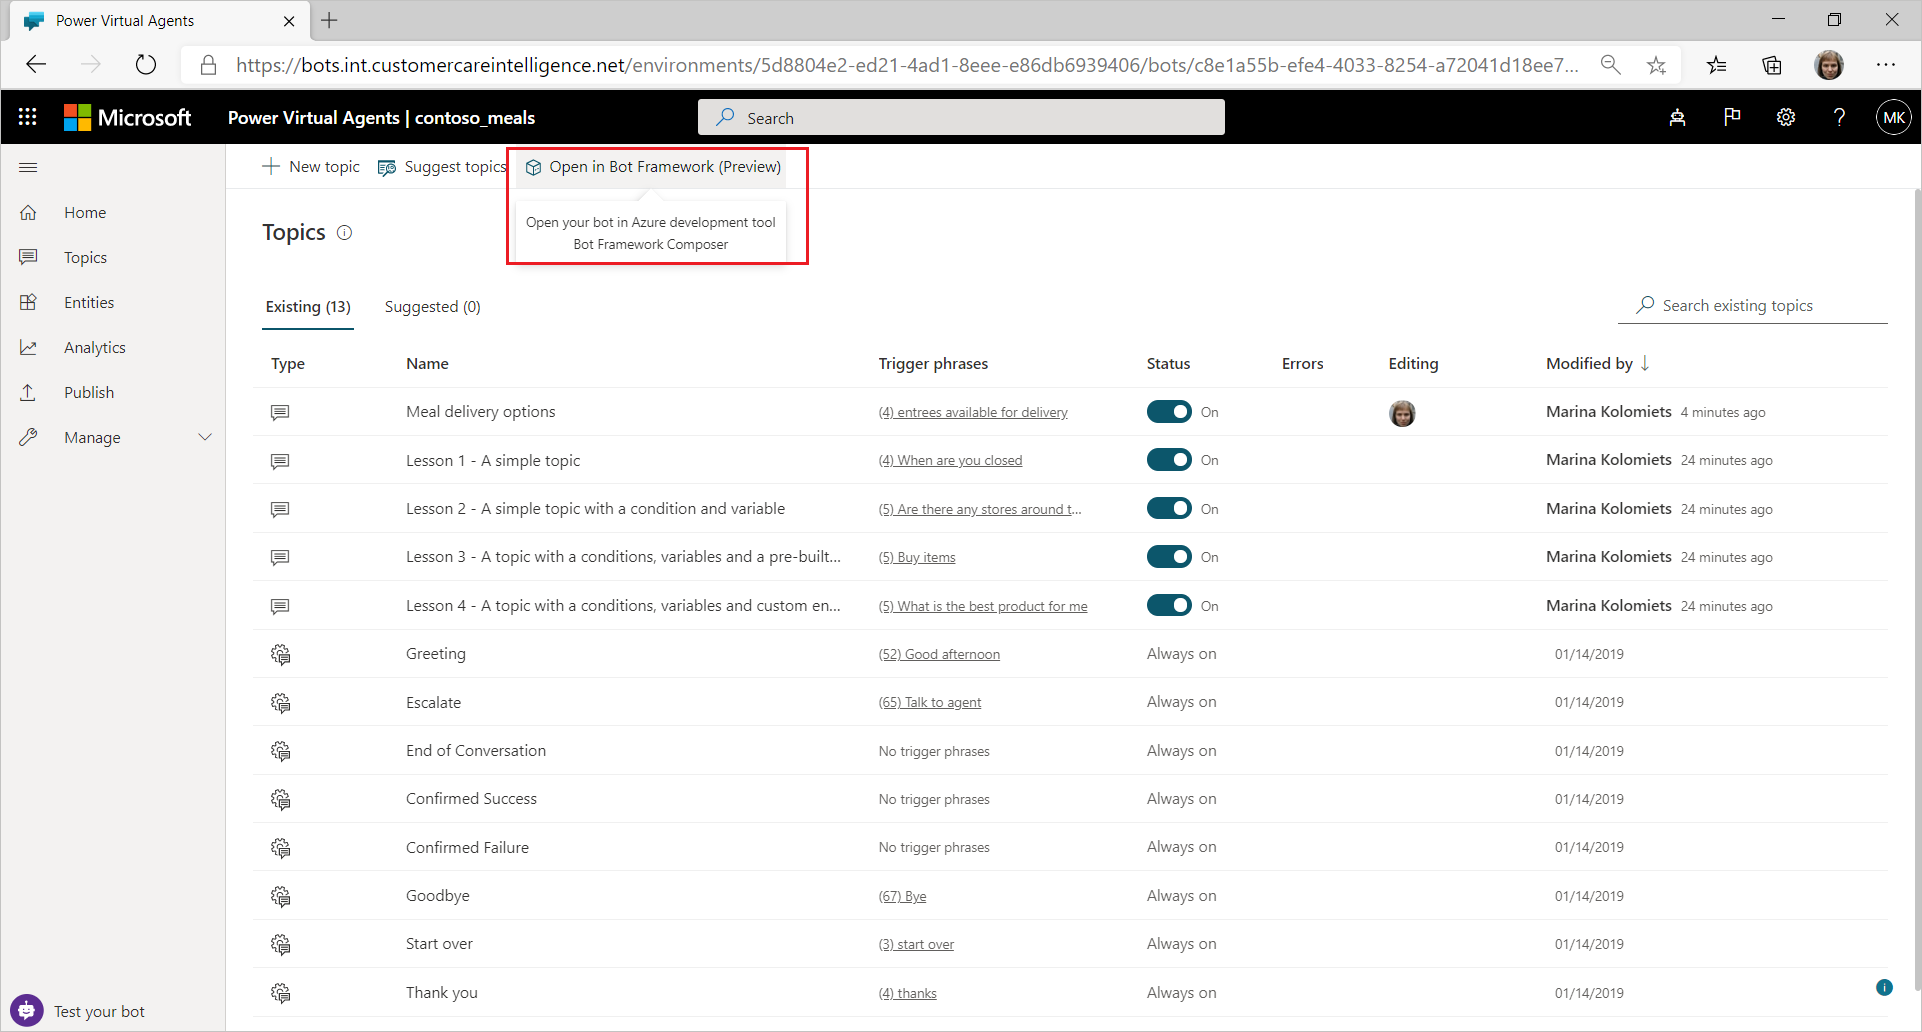 Power Virtual Agents
https://bots.int.customercareintelligence.net/environments/5d8804e2-ed21-4ad1-8eee-e86db6939406/bots/c8e1a55b-efe4-4033-8254-a72041d18ee7...
Microsoft
Power Virtual Agents | contoso_meals
Search
MK
New topic
Suggest topics
Open in Bot Framework (Preview)
Open your bot in Azure development tool
Bot Framework Composer
Home
Topics
Entities
Analytics
Publish
Manage
Test your bot
Topics
Existing (13)
Suggested (0)
Search existing topics
Type Name Trigger phrases Status Errors Editing Modified by ↓
Meal delivery options (4) entrees available for delivery On Marina Kolomiets 4 minutes ago
Lesson 1 - A simple topic (4) When are you closed On Marina Kolomiets 24 minutes ago
Lesson 2 - A simple topic with a condition and variable (5) Are there any stores around t... On Marina Kolomiets 24 minutes ago
Lesson 3 - A topic with a conditions, variables and a pre-built... (5) Buy items On Marina Kolomiets 24 minutes ago
Lesson 4 - A topic with a conditions, variables and custom en... (5) What is the best product for me On Marina Kolomiets 24 minutes ago
Greeting (52) Good afternoon Always on 01/14/2019
Escalate (65) Talk to agent Always on 01/14/2019
End of Conversation No trigger phrases Always on 01/14/2019
Confirmed Success No trigger phrases Always on 01/14/2019
Confirmed Failure No trigger phrases Always on 01/14/2019
Goodbye (67) Bye Always on 01/14/2019
Start over (3) start over Always on 01/14/2019
Thank you (4) thanks Always on 01/14/2019